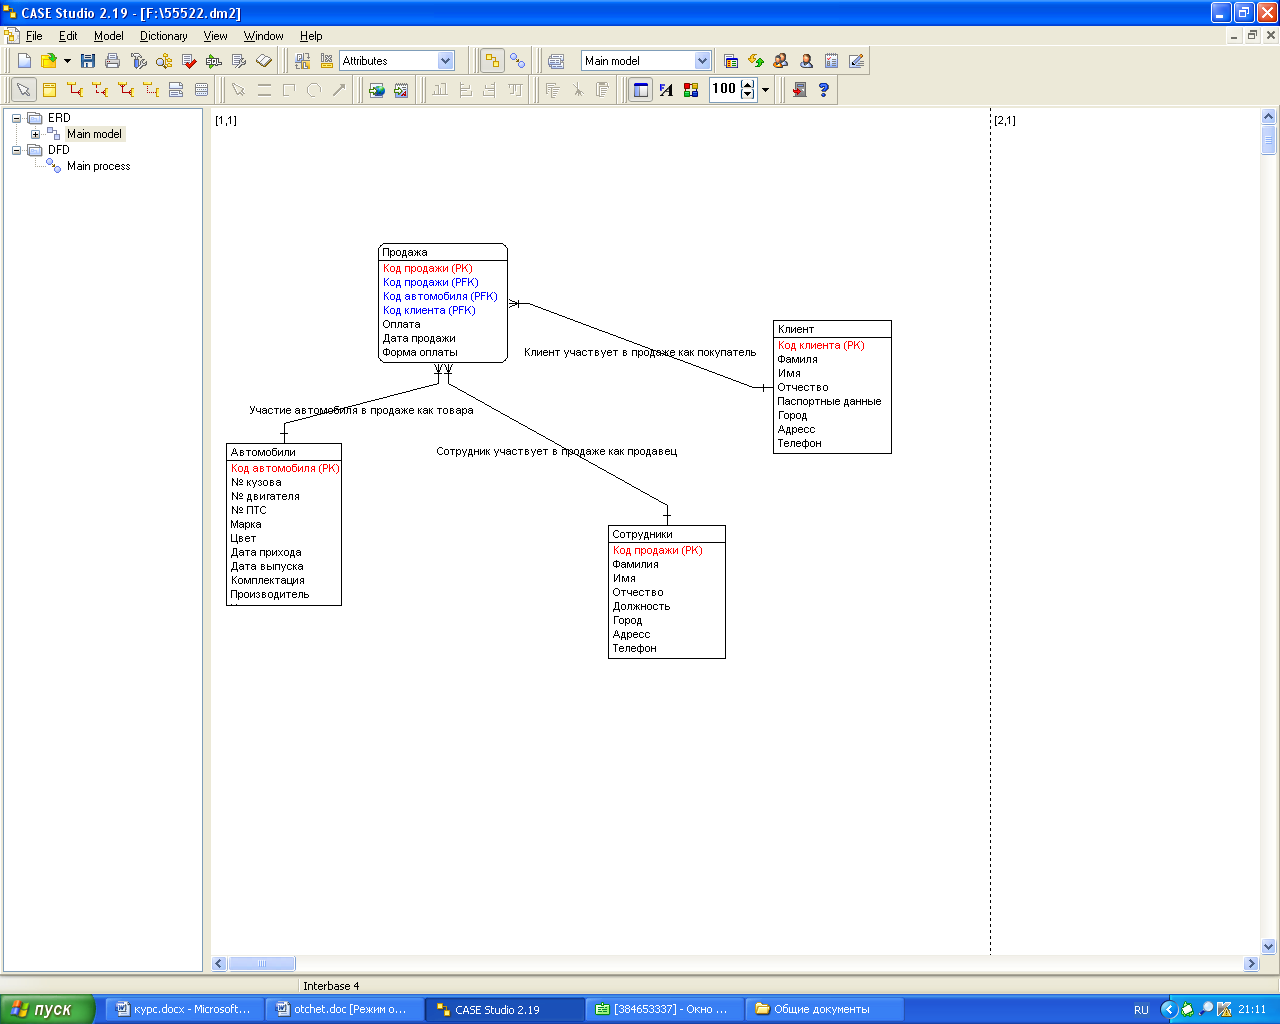 CASE Studio 2.19 - [F:\55522.dm2]
File Edit Model Dictionary View Window Help
Attributes
Main model
100
ERD
Main model
DFD
Main process
[1,1]
[2,1]
Продажа
Код продажи (PK)
Код продажи (PFK)
Код автомобиля (PFK)
Код клиента (PFK)
Оплата
Дата продажи
Форма оплаты
Клиент участвует в продаже как покупатель
Клиент
Код клиента (PK)
Фамиля
Имя
Отчество
Паспортные данные
Город
Адресс
Телефон
Участие автомобиля в продаже как товара
Сотрудник участвует в продаже как продавец
Автомобили
Код автомобиля (PK)
№ кузова
№ двигателя
№ ПТС
Марка
Цвет
Дата прихода
Дата выпуска
Комплектация
Производитель
Сотрудники
Код продажи (PK)
Фамилия
Имя
Отчество
Должность
Город
Адресс
Телефон
Interbase 4
пуск
курс.docx - Microsoft...
otchet.doc [Режим о...
CASE Studio 2.19
[384653337] - Окно ...
Общие документы
RU
21:11